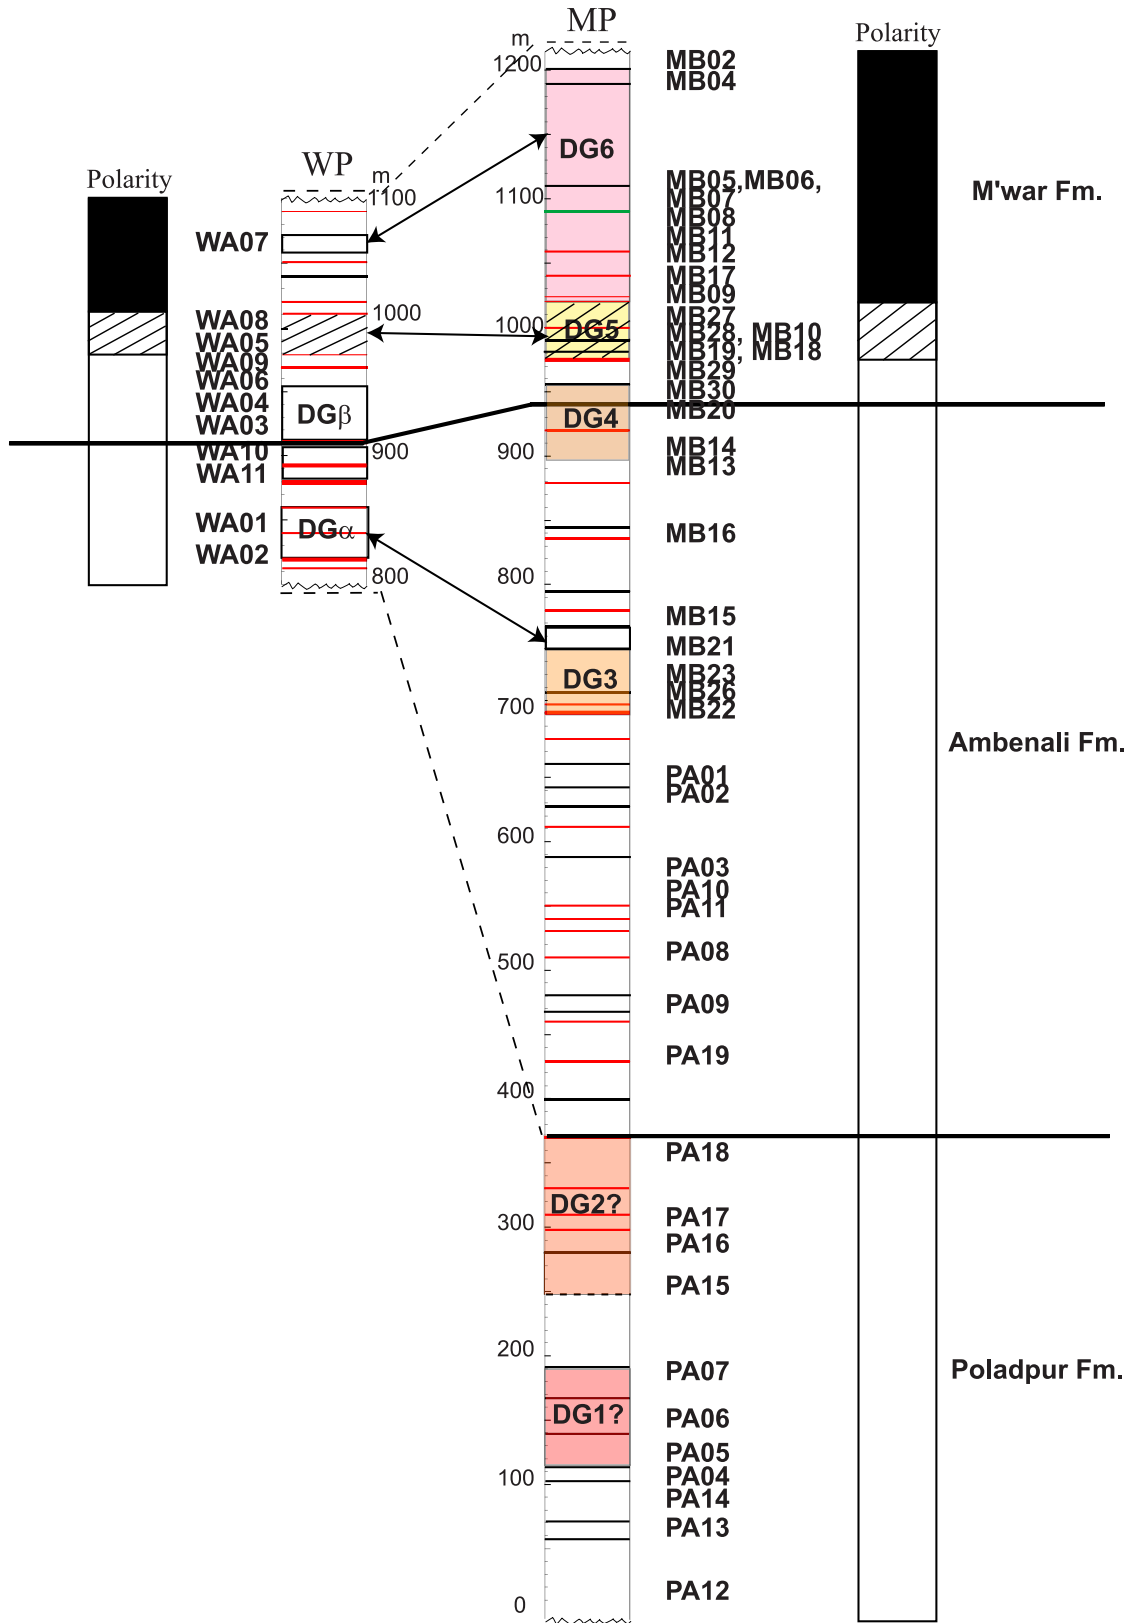 MP
m
Polarity
1200
MB02
MB04
DG6
WP
m
Polarity
1100
MB05,MB06,
1100
MB07
M'war Fm.
MB08
WA07
MB11
MB12
MB17
MB09
1000
WA08
MB27
1000
DG5
MB28, MB10
WA05
MB19, MB18
WA09
MB29
WA06
MB30
WA04
DGβ
DG4
MB20
WA03
WA10
900
900
MB14
WA11
MB13
WA01
DGα
MB16
WA02
800
800
MB15
MB21
DG3
MB23
MB26
700
MB22
Ambenali Fm.
PA01
PA02
600
PA03
PA10
PA11
500
PA08
PA09
PA19
400
PA18
DG2?
300
PA17
PA16
PA15
200
PA07
Poladpur Fm.
DG1?
PA06
PA05
100
PA04
PA14
PA13
PA12
0